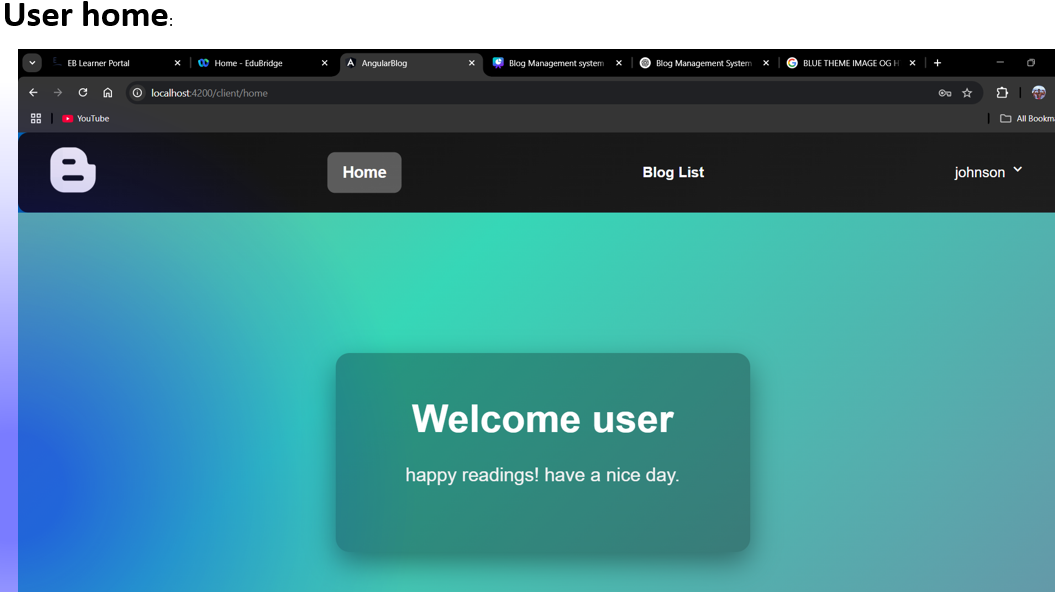 User home:
EB Learner Portal
Home - EduBridge
AngularBlog
Blog Management system
Blog Management System
BLUE THEME IMAGE OG H
localhost:4200/client/home
YouTube
All Bookm
Home
Blog List
johnson
Welcome user
happy readings! have a nice day.